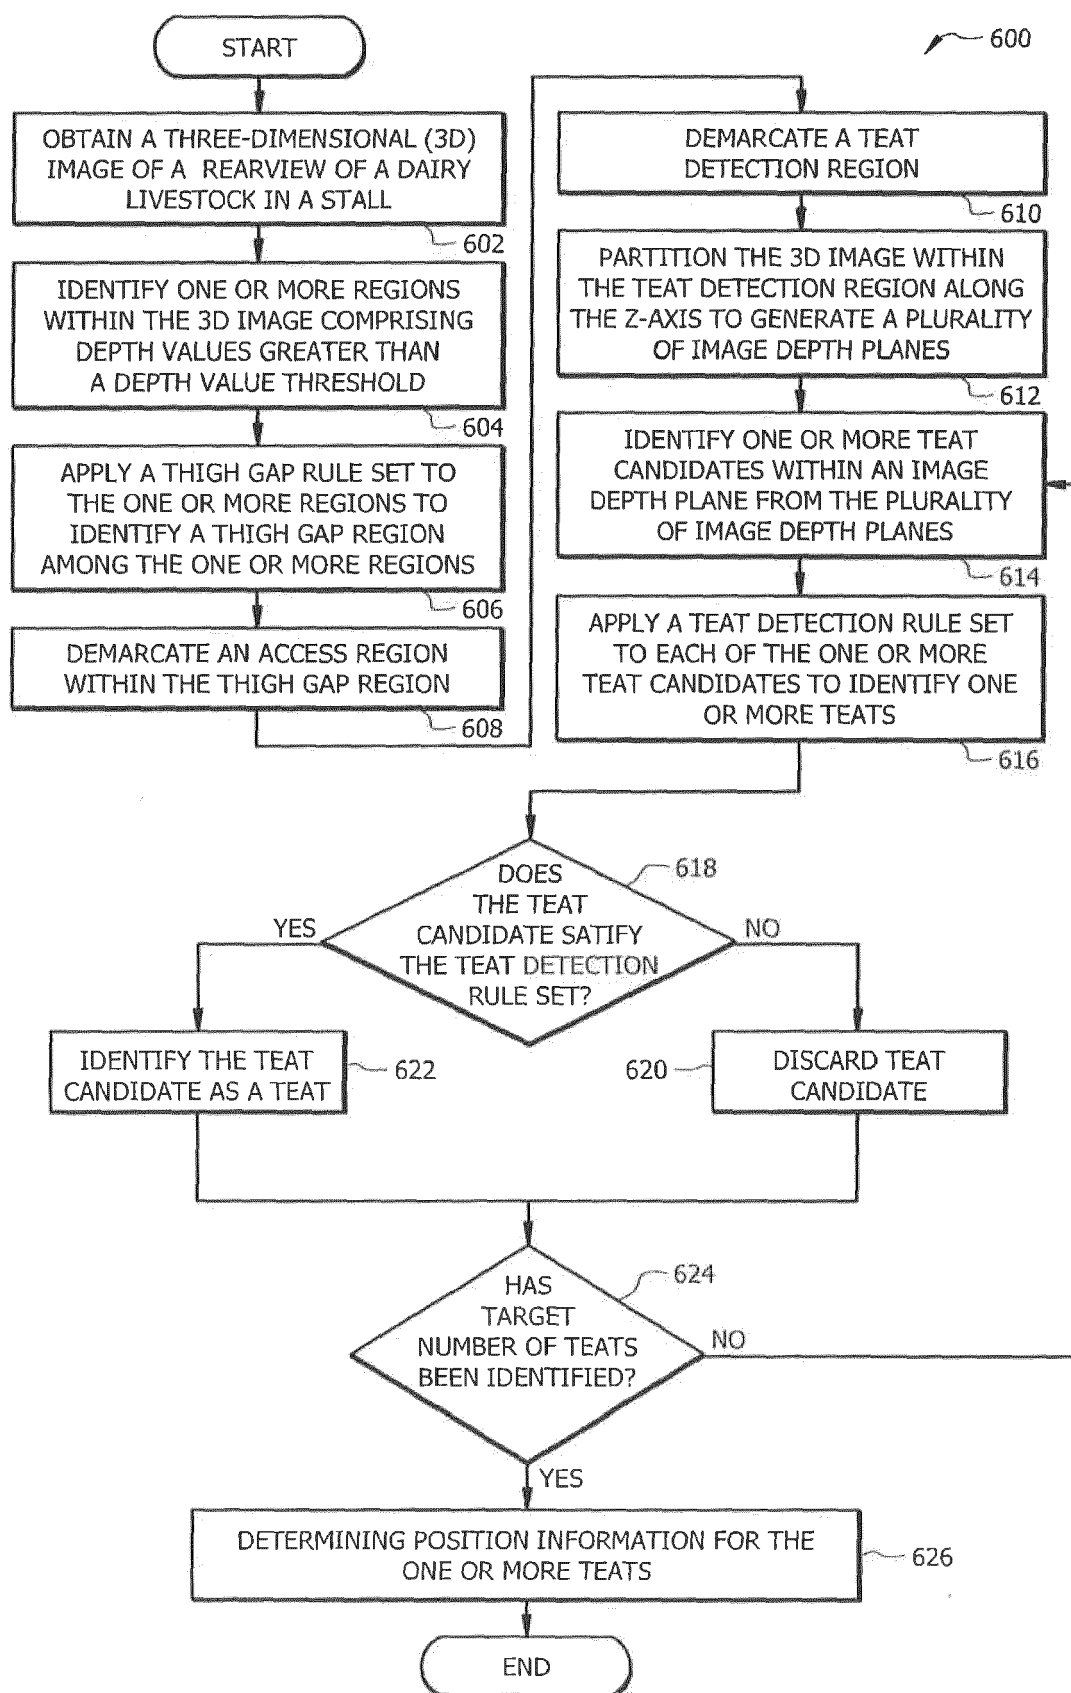 START
600
OBTAIN A THREE-DIMENSIONAL (3D)
IMAGE OF A REARVIEW OF A DAIRY
LIVESTOCK IN A STALL
602
IDENTIFY ONE OR MORE REGIONS
WITHIN THE 3D IMAGE COMPRISING
DEPTH VALUES GREATER THAN
A DEPTH VALUE THRESHOLD
604
APPLY A THIGH GAP RULE SET TO
THE ONE OR MORE REGIONS TO
IDENTIFY A THIGH GAP REGION
AMONG THE ONE OR MORE REGIONS
606
DEMARCATE AN ACCESS REGION
WITHIN THE THIGH GAP REGION
608
DEMARCATE A TEAT
DETECTION REGION
610
PARTITION THE 3D IMAGE WITHIN
THE TEAT DETECTION REGION ALONG
THE Z-AXIS TO GENERATE A PLURALITY
OF IMAGE DEPTH PLANES
612
IDENTIFY ONE OR MORE TEAT
CANDIDATES WITHIN AN IMAGE
DEPTH PLANE FROM THE PLURALITY
OF IMAGE DEPTH PLANES
614
APPLY A TEAT DETECTION RULE SET
TO EACH OF THE ONE OR MORE
TEAT CANDIDATES TO IDENTIFY ONE
OR MORE TEATS
616
DOES
THE TEAT
CANDIDATE SATIFY
THE TEAT DETECTION
RULE SET?
618
YES
NO
IDENTIFY THE TEAT
CANDIDATE AS A TEAT
622
620
DISCARD TEAT
CANDIDATE
HAS
TARGET
NUMBER OF TEATS
BEEN IDENTIFIED?
624
NO
YES
DETERMINING POSITION INFORMATION FOR THE
ONE OR MORE TEATS
626
END